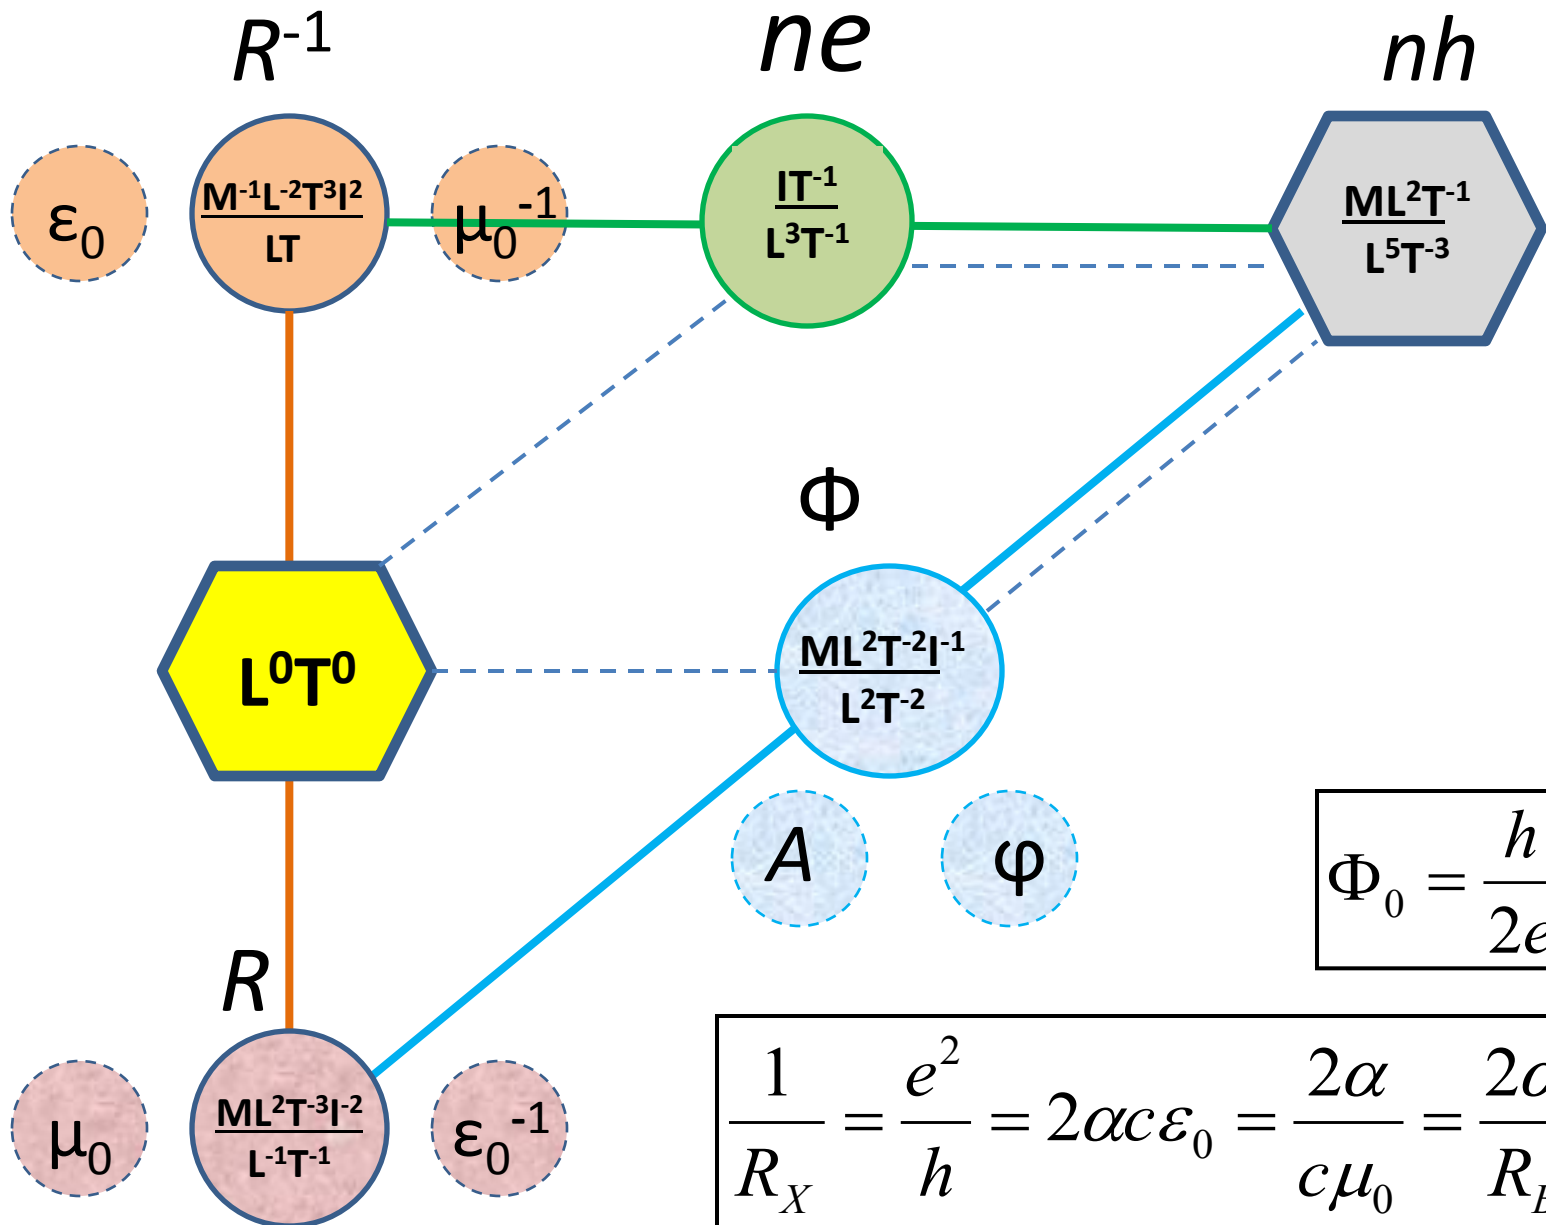 R⁻¹
ne
nh
ε₀
M⁻¹L⁻²T³I²
LT
μ₀⁻¹
IT⁻¹
L³T⁻¹
ML²T⁻¹
L⁵T⁻³
Φ
L⁰T⁰
ML²T⁻²I⁻¹
L²T⁻²
A
φ
Φ₀ = h/2e
R
μ₀
ML²T⁻³I⁻²
L⁻¹T⁻¹
ε₀⁻¹
1/R_X = e²/h = 2αcε₀ = 2α/cμ₀ =